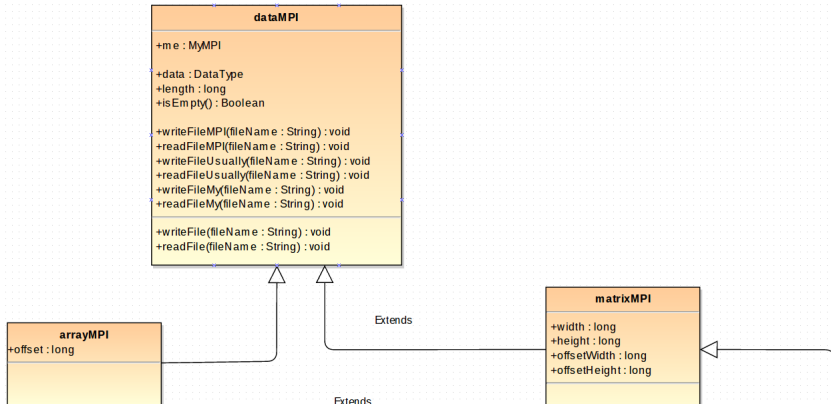 dataMPI
+me : MyMPI
+data : DataType
+length : long
+isEmpty() : Boolean
+writeFileMPI(fileName : String) : void
+readFileMPI(fileName : String) : void
+writeFileUsually(fileName : String) : void
+readFileUsually(fileName : String) : void
+writeFileMy(fileName : String) : void
+readFileMy(fileName : String) : void
+writeFile(fileName : String) : void
+readFile(fileName : String) : void
Extends
matrixMPI
+width : long
+height : long
+offsetWidth : long
+offsetHeight : long
arrayMPI
+offset : long
Extends